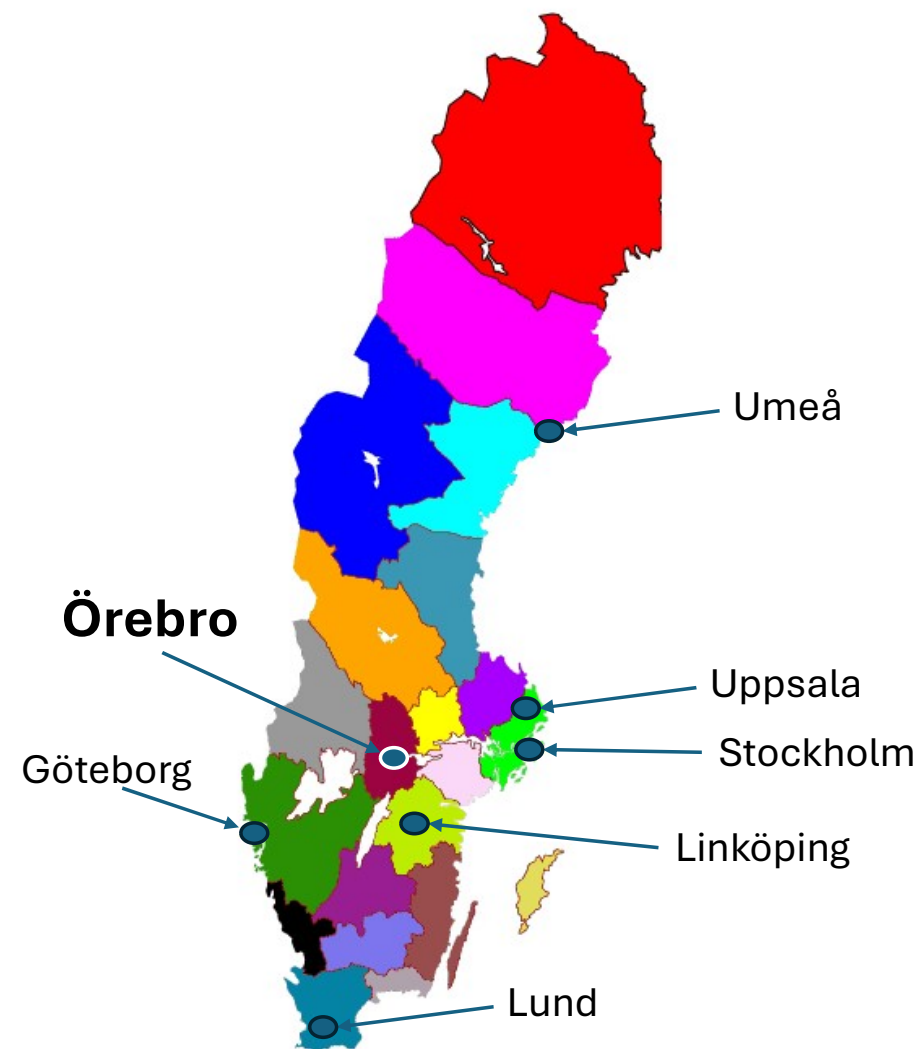 Umeå
Örebro
Uppsala
Stockholm
Göteborg
Linköping
Lund